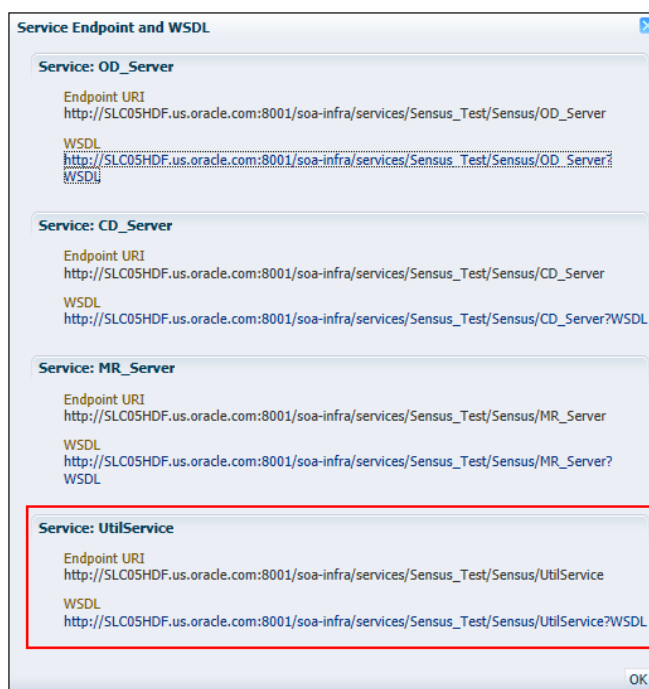 Service Endpoint and WSDL
Service: OD_Server
Endpoint URI
http://SLC05HDF.us.oracle.com:8001/soa-infra/services/Sensus_Test/Sensus/OD_Server
WSDL
http://SLC05HDF.us.oracle.com:8001/soa-infra/services/Sensus_Test/Sensus/OD_Server?
WSDL
Service: CD_Server
Endpoint URI
http://SLC05HDF.us.oracle.com:8001/soa-infra/services/Sensus_Test/Sensus/CD_Server
WSDL
http://SLC05HDF.us.oracle.com:8001/soa-infra/services/Sensus_Test/Sensus/CD_Server?WSDL
Service: MR_Server
Endpoint URI
http://SLC05HDF.us.oracle.com:8001/soa-infra/services/Sensus_Test/Sensus/MR_Server
WSDL
http://SLC05HDF.us.oracle.com:8001/soa-infra/services/Sensus_Test/Sensus/MR_Server?
WSDL
Service: UtilService
Endpoint URI
http://SLC05HDF.us.oracle.com:8001/soa-infra/services/Sensus_Test/Sensus/UtilService
WSDL
http://SLC05HDF.us.oracle.com:8001/soa-infra/services/Sensus_Test/Sensus/UtilService?WSDL
OK